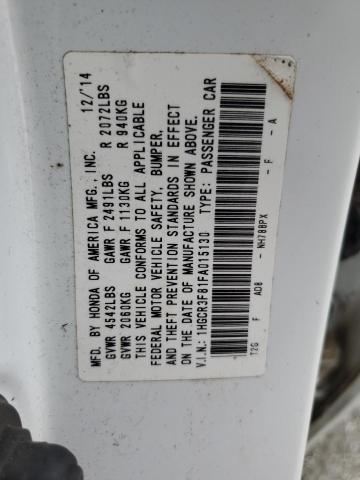 MFD. BY HONDA OF AMERICA MFG., INC. 12/'14
GVWR 4542LBS GAWR F 2491LBS R 2072LBS
GVWR 2060KG GAWR F 1130KG R 940KG
THIS VEHICLE CONFORMS TO ALL APPLICABLE
FEDERAL MOTOR VEHICLE SAFETY, BUMPER,
AND THEFT PREVENTION STANDARDS IN EFFECT
ON THE DATE OF MANUFACTURE SHOWN ABOVE.
V.I.N.: 1HGCR3F81FA015130 TYPE: PASSENGER CAR
T2G F AD8 - NH788PX - F - A